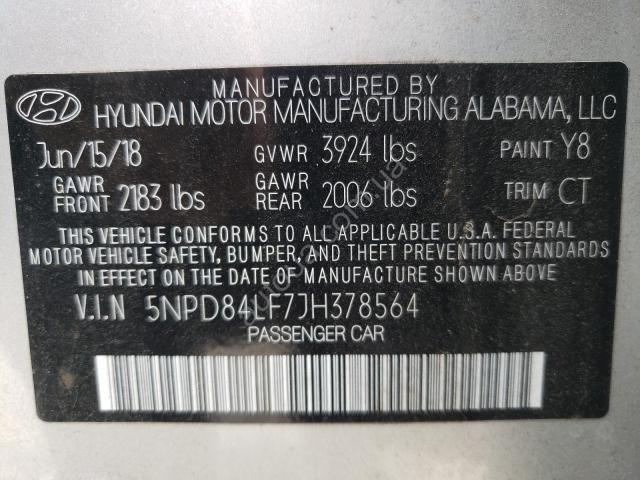 MANUFACTURED BY
HYUNDAI MOTOR MANUFACTURING ALABAMA, LLC
Jun/15/18 GVWR 3924 lbs PAINT Y8
GAWR FRONT 2183 lbs GAWR REAR 2006 lbs TRIM CT
THIS VEHICLE CONFORMS TO ALL APPLICABLE U.S.A. FEDERAL
MOTOR VEHICLE SAFETY, BUMPER, AND THEFT PREVENTION STANDARDS
IN EFFECT ON THE DATE OF MANUFACTURE SHOWN ABOVE
V.I.N 5NPD84LF7JH378564
PASSENGER CAR